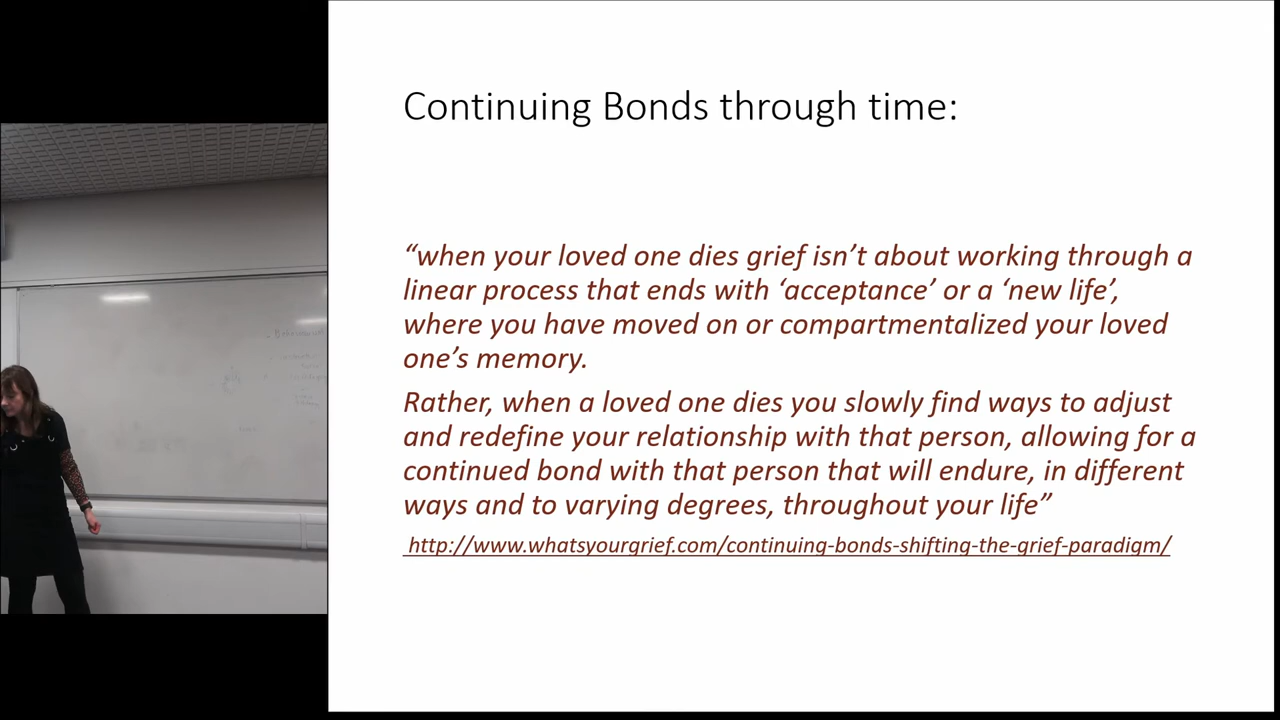 Continuing Bonds through time:
“when your loved one dies grief isn’t about working through a
linear process that ends with ‘acceptance’ or a ‘new life’,
where you have moved on or compartmentalized your loved
one’s memory.
Rather, when a loved one dies you slowly find ways to adjust
and redefine your relationship with that person, allowing for a
continued bond with that person that will endure, in different
ways and to varying degrees, throughout your life”
http://www.whatsyourgrief.com/continuing-bonds-shifting-the-grief-paradigm/